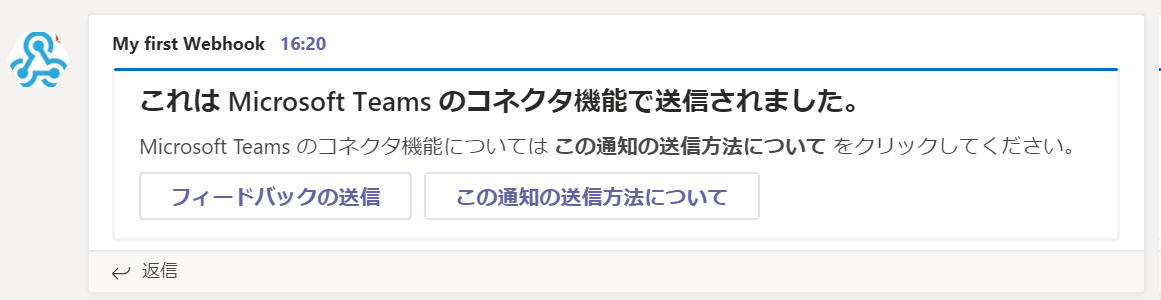 My first Webhook 16:20
これは Microsoft Teams のコネクタ機能で送信されました。
Microsoft Teams のコネクタ機能については この通知の送信方法について をクリックしてください。
フィードバックの送信 この通知の送信方法について
返信